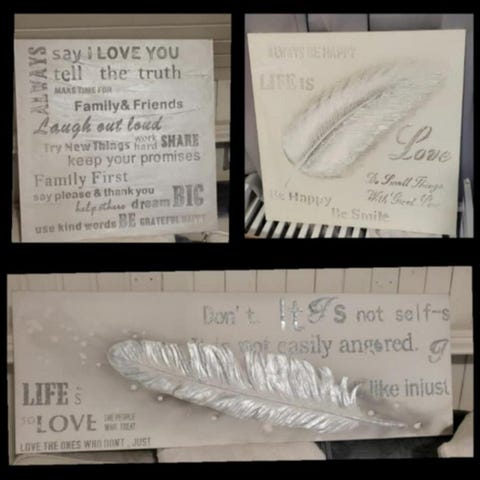 ALWAYS
say I LOVE YOU
tell the truth
MAKE TIME FOR
Family & Friends
Laugh out loud
Try New Things work hard SHARE
keep your promises
Family First
say please & thank you
help others dream BIG
use kind words BE GRATEFUL HAPPY
ALWAYS BE HAPPY
LIFE IS
Love
Do Small Things
With Great Love
Be Happy
Be Smile
Don't. It's not self-s
is not easily angered. g
like injust
LIFE IS
SO LOVE THE PEOPLE WHO TREAT
LOVE THE ONES WHO DON'T, JUST